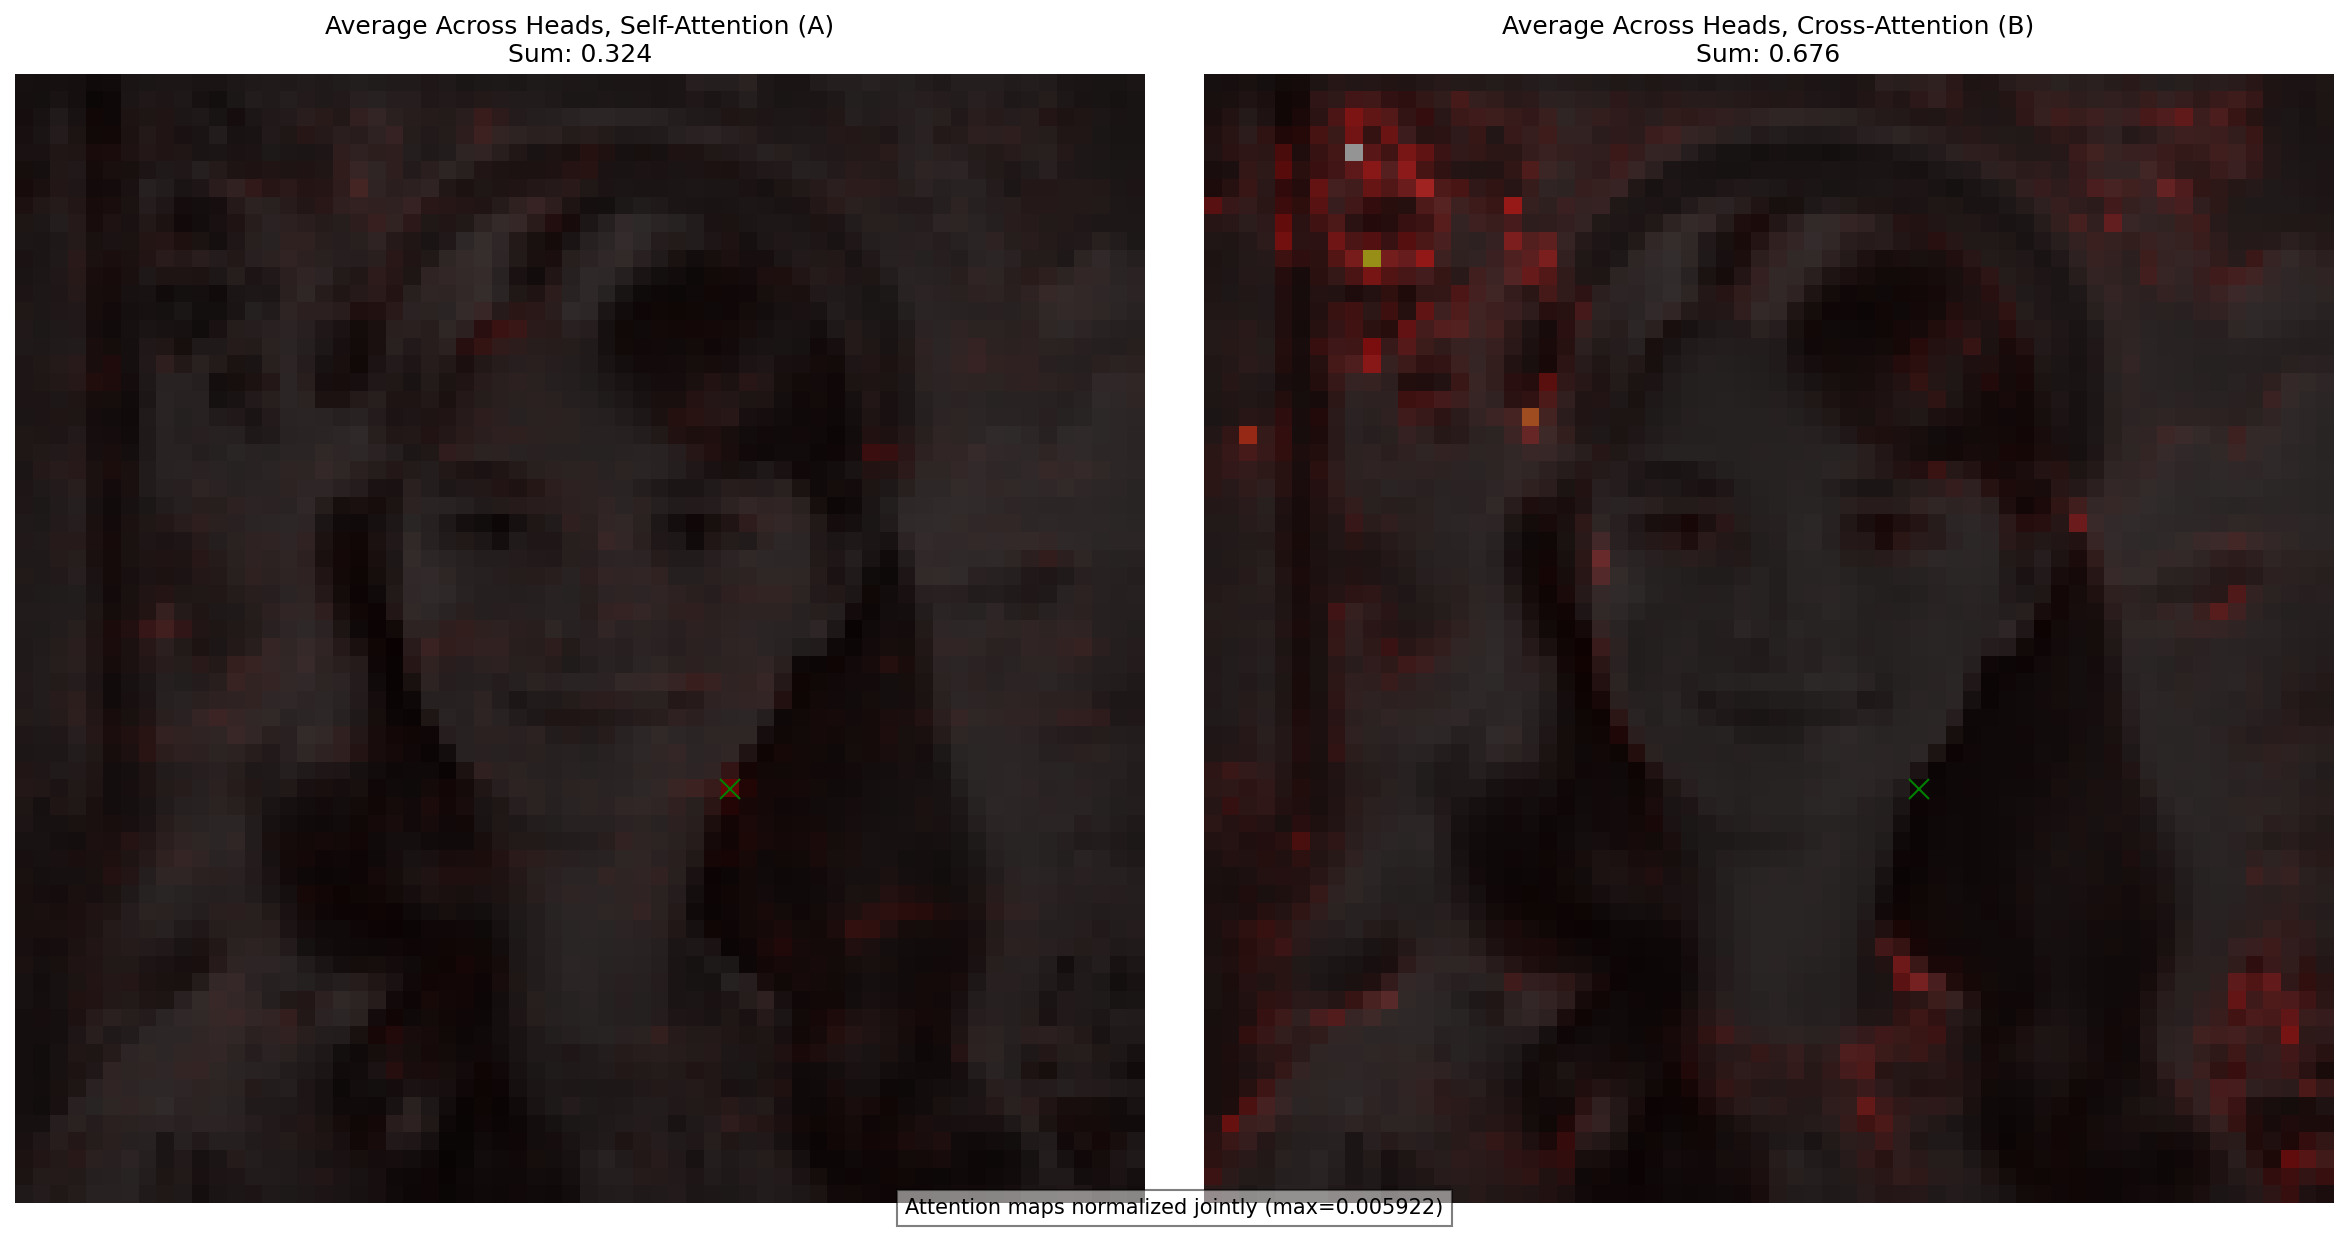 Average Across Heads, Self-Attention (A)
Sum: 0.324
Average Across Heads, Cross-Attention (B)
Sum: 0.676
Attention maps normalized jointly (max=0.005922)